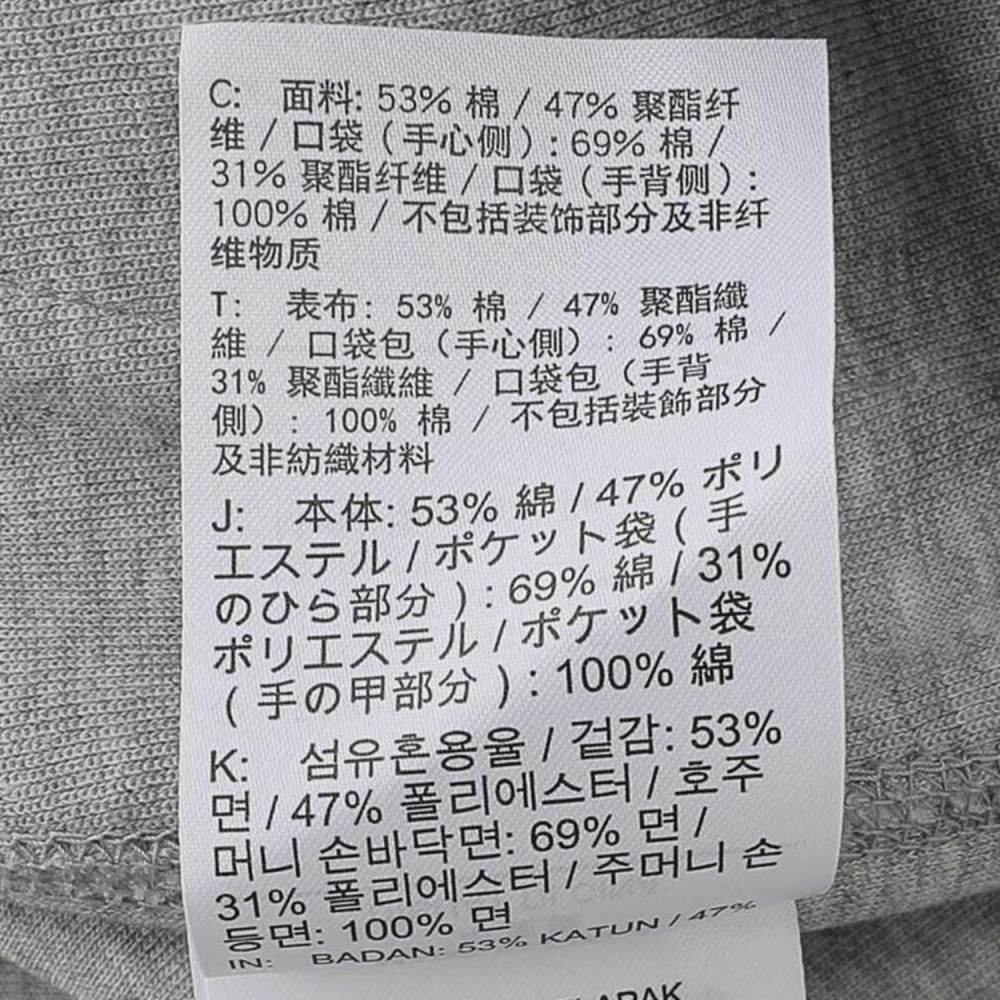 C: 面料: 53% 棉 / 47% 聚酯纤
维 / 口袋 ( 手心侧 ) : 69% 棉 /
31% 聚酯纤维 / 口袋 ( 手背侧 ) :
100% 棉 / 不包括装饰部分及非纤
维物质
T: 表布: 53% 棉 / 47% 聚酯纖
維 / 口袋包 (手心側) : 69% 棉 /
31% 聚酯纖維 / 口袋包 (手背
側) : 100% 棉 / 不包括裝飾部分
及非紡織材料
J: 本体: 53% 綿 / 47% ポリ
エステル / ポケット袋 ( 手
のひら部分 ) : 69% 綿 / 31%
ポリエステル / ポケット袋
( 手の甲部分 ) : 100% 綿
K: 섬유혼용율 / 겉감: 53%
면 / 47% 폴리에스터 / 호주
머니 손바닥면: 69% 면 /
31% 폴리에스터 / 주머니 손
등면: 100% 면
IN: BADAN: 53% KATUN / 47%